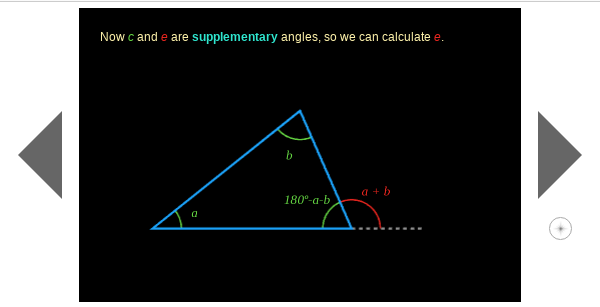 Now c and e are supplementary angles, so we can calculate e.
b
a + b
180°-a-b
a